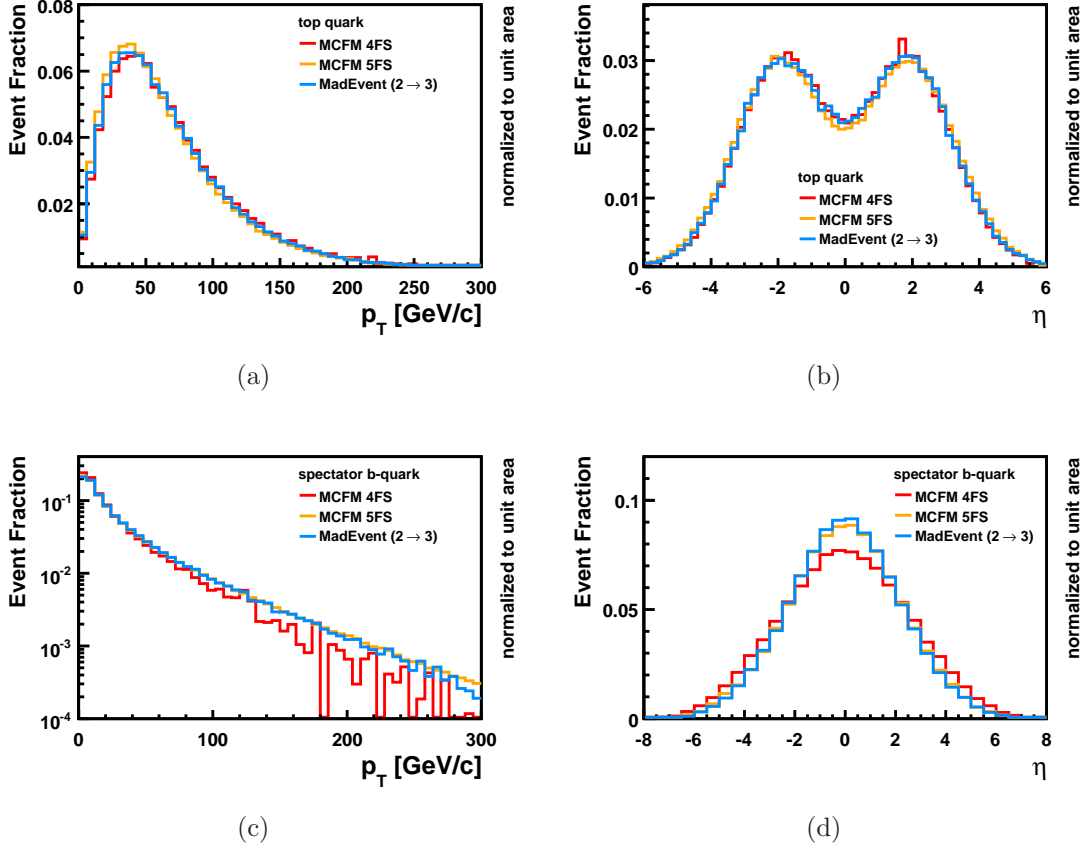 Event Fraction
0.08
0.06
0.04
0.02
0 50 100 150 200 250 300
p_T [GeV/c]
top quark
MCFM 4FS
MCFM 5FS
MadEvent (2 → 3)
normalized to unit area
(a)
Event Fraction
0.03
0.02
0.01
0
-6 -4 -2 0 2 4 6
η
top quark
MCFM 4FS
MCFM 5FS
MadEvent (2 → 3)
normalized to unit area
(b)
Event Fraction
10^-1
10^-2
10^-3
10^-4
0 100 200 300
p_T [GeV/c]
spectator b-quark
MCFM 4FS
MCFM 5FS
MadEvent (2 → 3)
normalized to unit area
(c)
Event Fraction
0.1
0.05
0
-8 -6 -4 -2 0 2 4 6 8
η
spectator b-quark
MCFM 4FS
MCFM 5FS
MadEvent (2 → 3)
normalized to unit area
(d)